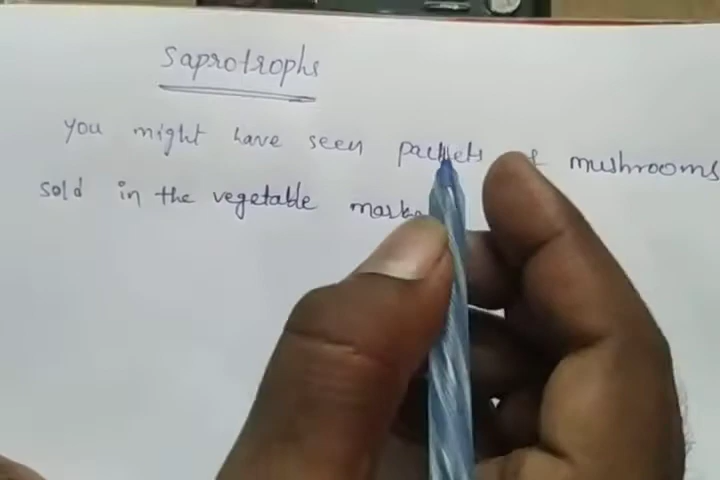 Saprotrophs
you might have seen packets mushrooms
sold in the vegetable